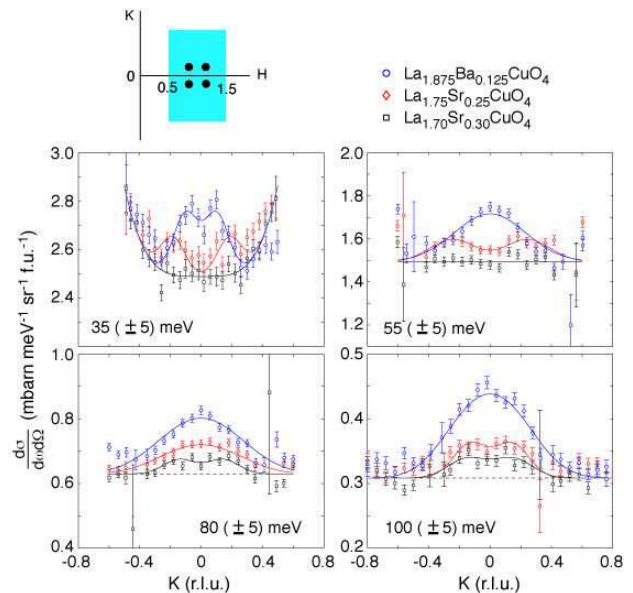 K
0
0.5
1.5
H
La1.875Ba0.125CuO4
La1.75Sr0.25CuO4
La1.70Sr0.30CuO4
3.0
2.8
2.6
2.4
35 ( ± 5) meV
2.0
1.8
1.6
1.4
1.2
55 ( ± 5) meV
dσ/dωdΩ (mbarn meV⁻¹ sr⁻¹ f.u.⁻¹)
1.0
0.8
0.6
0.4
80 ( ± 5) meV
-0.8 -0.4 0.0 0.4
K (r.l.u.)
0.5
0.4
0.3
0.2
100 ( ± 5) meV
-0.8 -0.4 0.0 0.4 0.8
K (r.l.u.)